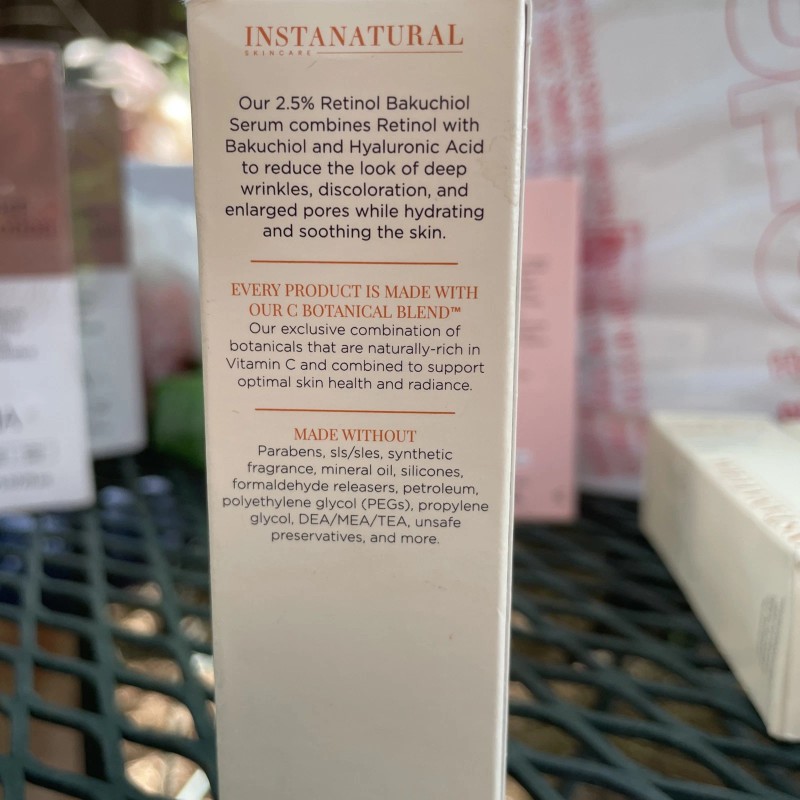 INSTANATURAL
SKINCARE
Our 2.5% Retinol Bakuchiol
Serum combines Retinol with
Bakuchiol and Hyaluronic Acid
to reduce the look of deep
wrinkles, discoloration, and
enlarged pores while hydrating
and soothing the skin.
EVERY PRODUCT IS MADE WITH
OUR C BOTANICAL BLEND™
Our exclusive combination of
botanicals that are naturally-rich in
Vitamin C and combined to support
optimal skin health and radiance.
MADE WITHOUT
Parabens, sls/sles, synthetic
fragrance, mineral oil, silicones,
formaldehyde releasers, petroleum,
polyethylene glycol (PEGs), propylene
glycol, DEA/MEA/TEA, unsafe
preservatives, and more.